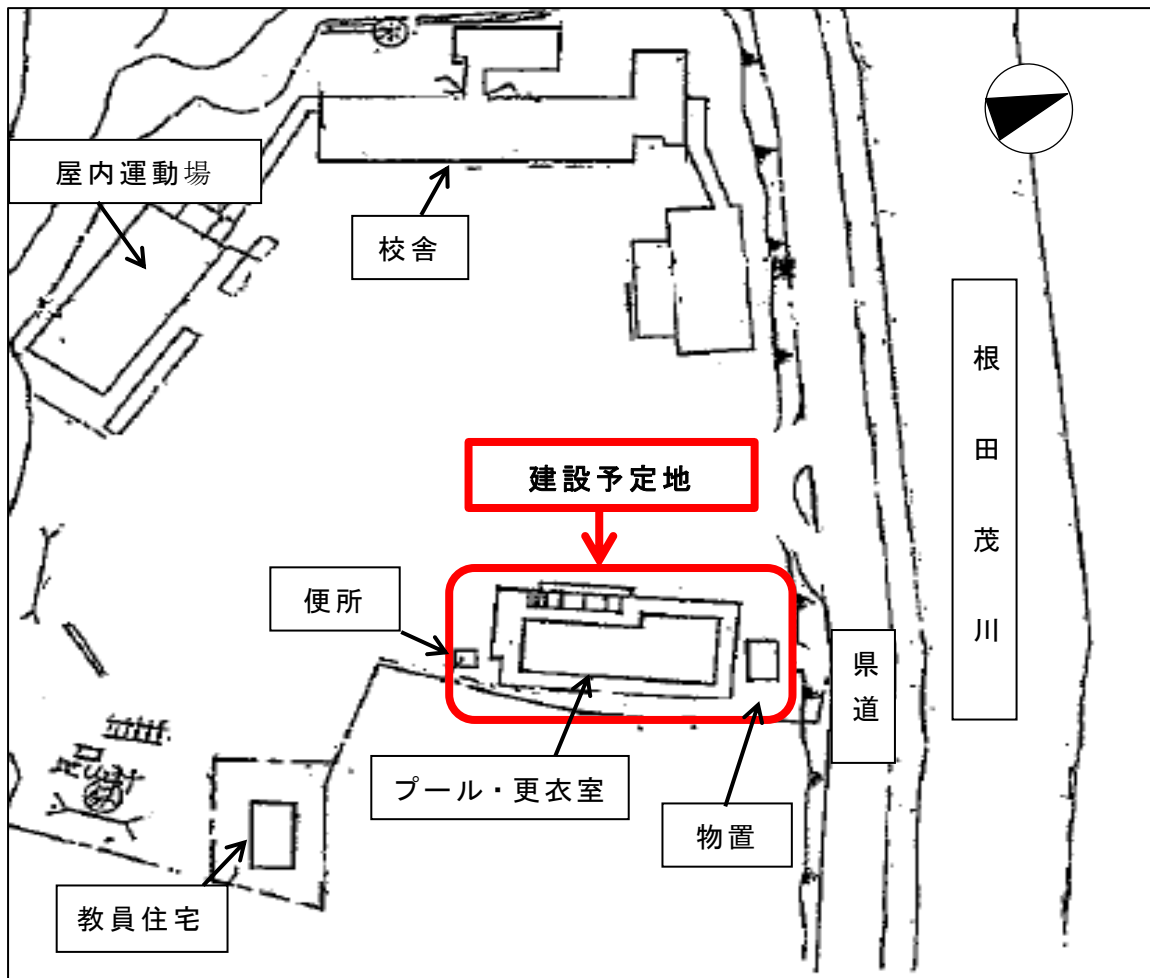 屋内運動場
校舎
建設予定地
根田茂川
便所
県道
プール・更衣室
物置
教員住宅